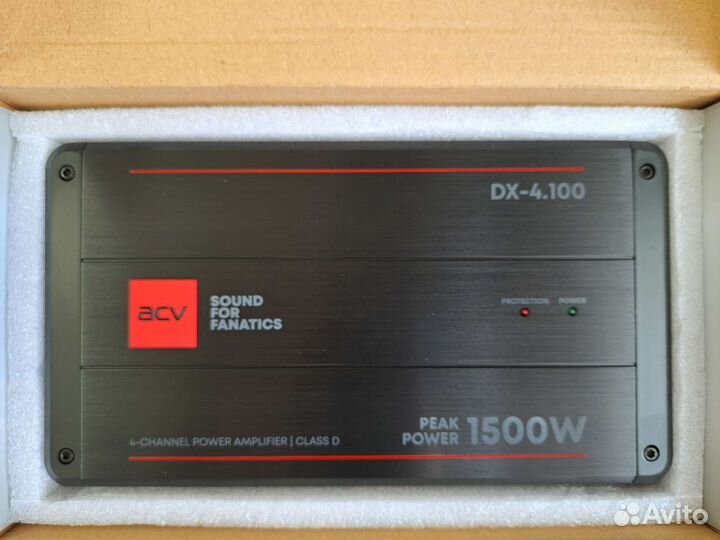 DX-4.100
acv
SOUND
FOR
FANATICS
PROTECTION POWER
4-CHANNEL POWER AMPLIFIER | CLASS D
PEAK
POWER 1500W
Avito